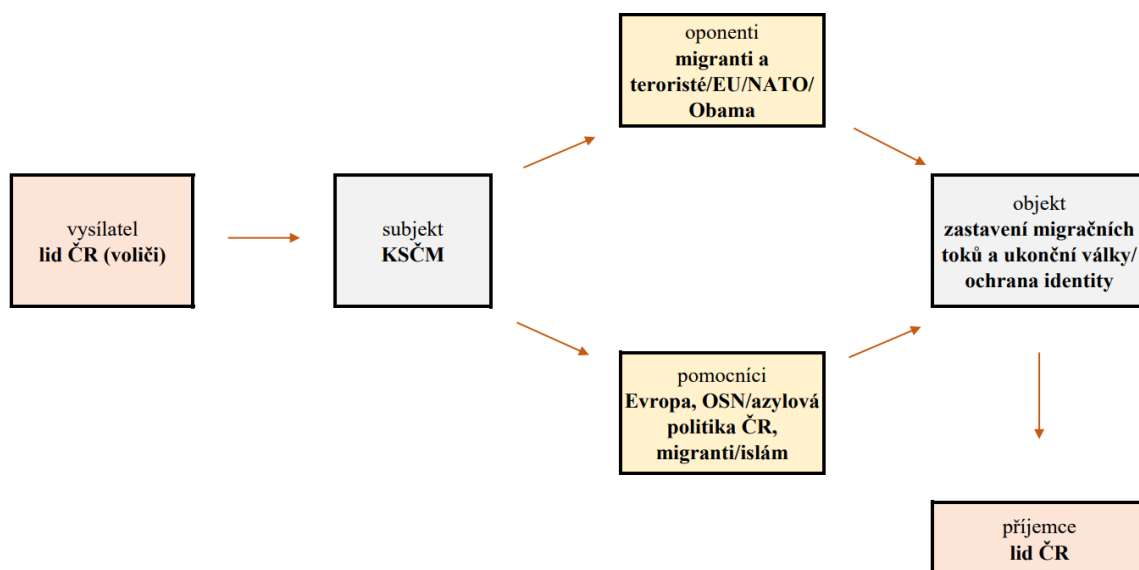 oponenti
migranti a
teroristé/EU/NATO/
Obama
vysílatel
lid ČR (voliči)
subjekt
KSČM
objekt
zastavení migračních
toků a ukonční války/
ochrana identity
pomocníci
Evropa, OSN/azylová
politika ČR,
migranti/islám
příjemce
lid ČR